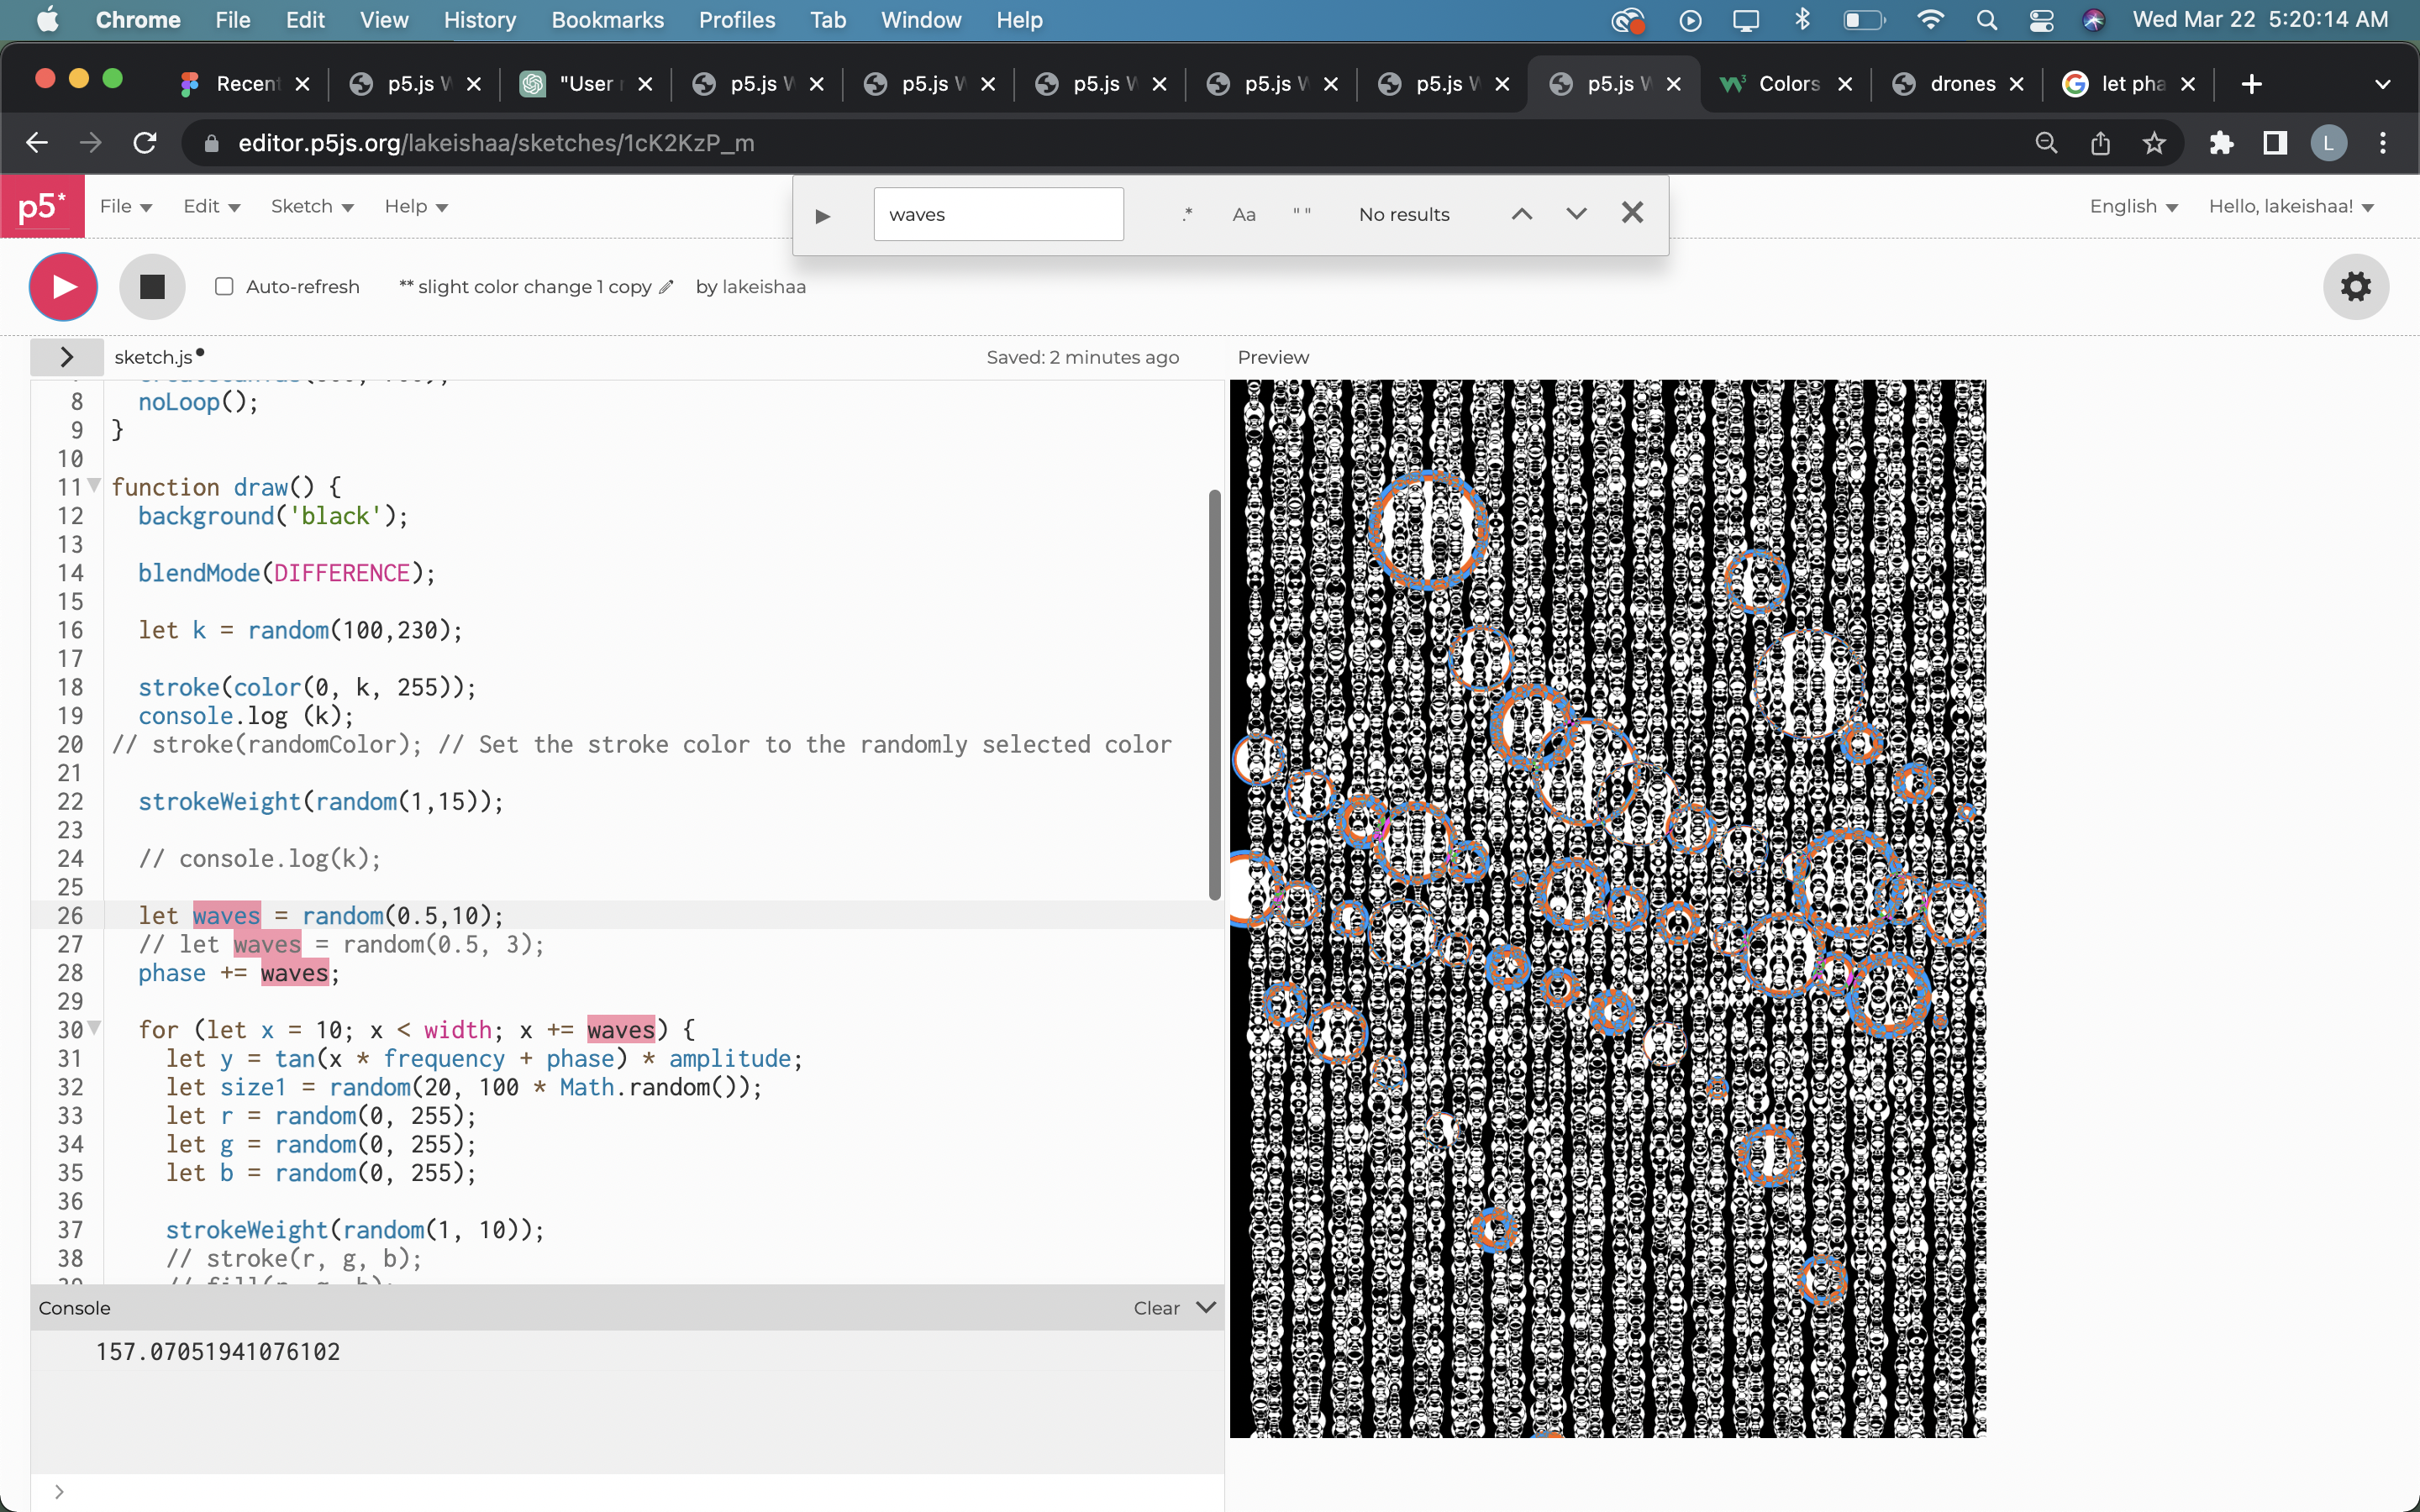 Chrome File Edit View History Bookmarks Profiles Tab Window Help Wed Mar 22 5:20:14 AM
Recent p5.js W "User p5.js W p5.js W p5.js W p5.js W p5.js W p5.js W Colors drones let pha
editor.p5js.org/lakeishaa/sketches/1cK2KzP_m L
p5* File Edit Sketch Help English Hello, lakeishaa!
waves .* Aa " " No results
Auto-refresh ** slight color change 1 copy by lakeishaa
sketch.js Saved: 2 minutes ago Preview
8 noLoop();
9 }
10
11 function draw() {
12 background('black');
13
14 blendMode(DIFFERENCE);
15
16 let k = random(100,230);
17
18 stroke(color(0, k, 255));
19 console.log (k);
20 // stroke(randomColor); // Set the stroke color to the randomly selected color
21
22 strokeWeight(random(1,15));
23
24 // console.log(k);
25
26 let waves = random(0.5,10);
27 // let waves = random(0.5, 3);
28 phase += waves;
29
30 for (let x = 10; x < width; x += waves) {
31 let y = tan(x * frequency + phase) * amplitude;
32 let size1 = random(20, 100 * Math.random());
33 let r = random(0, 255);
34 let g = random(0, 255);
35 let b = random(0, 255);
36
37 strokeWeight(random(1, 10));
38 // stroke(r, g, b);
Console Clear
157.07051941076102